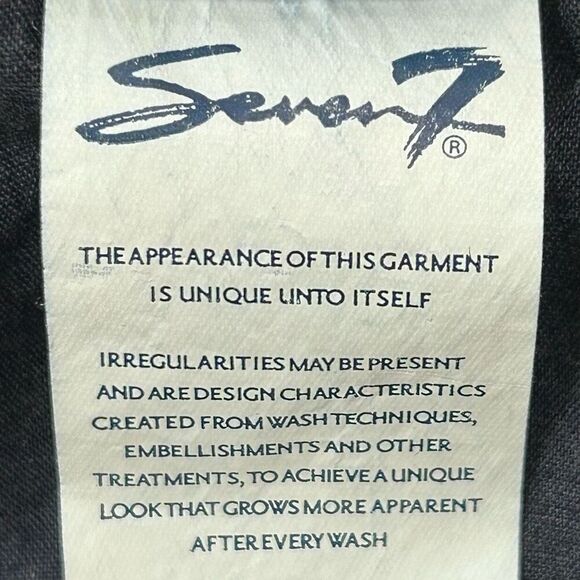 Seven7®
THE APPEARANCE OF THIS GARMENT
IS UNIQUE UNTO ITSELF
IRREGULARITIES MAY BE PRESENT
AND ARE DESIGN CHARACTERISTICS
CREATED FROM WASH TECHNIQUES,
EMBELLISHMENTS AND OTHER
TREATMENTS, TO ACHIEVE A UNIQUE
LOOK THAT GROWS MORE APPARENT
AFTER EVERY WASH